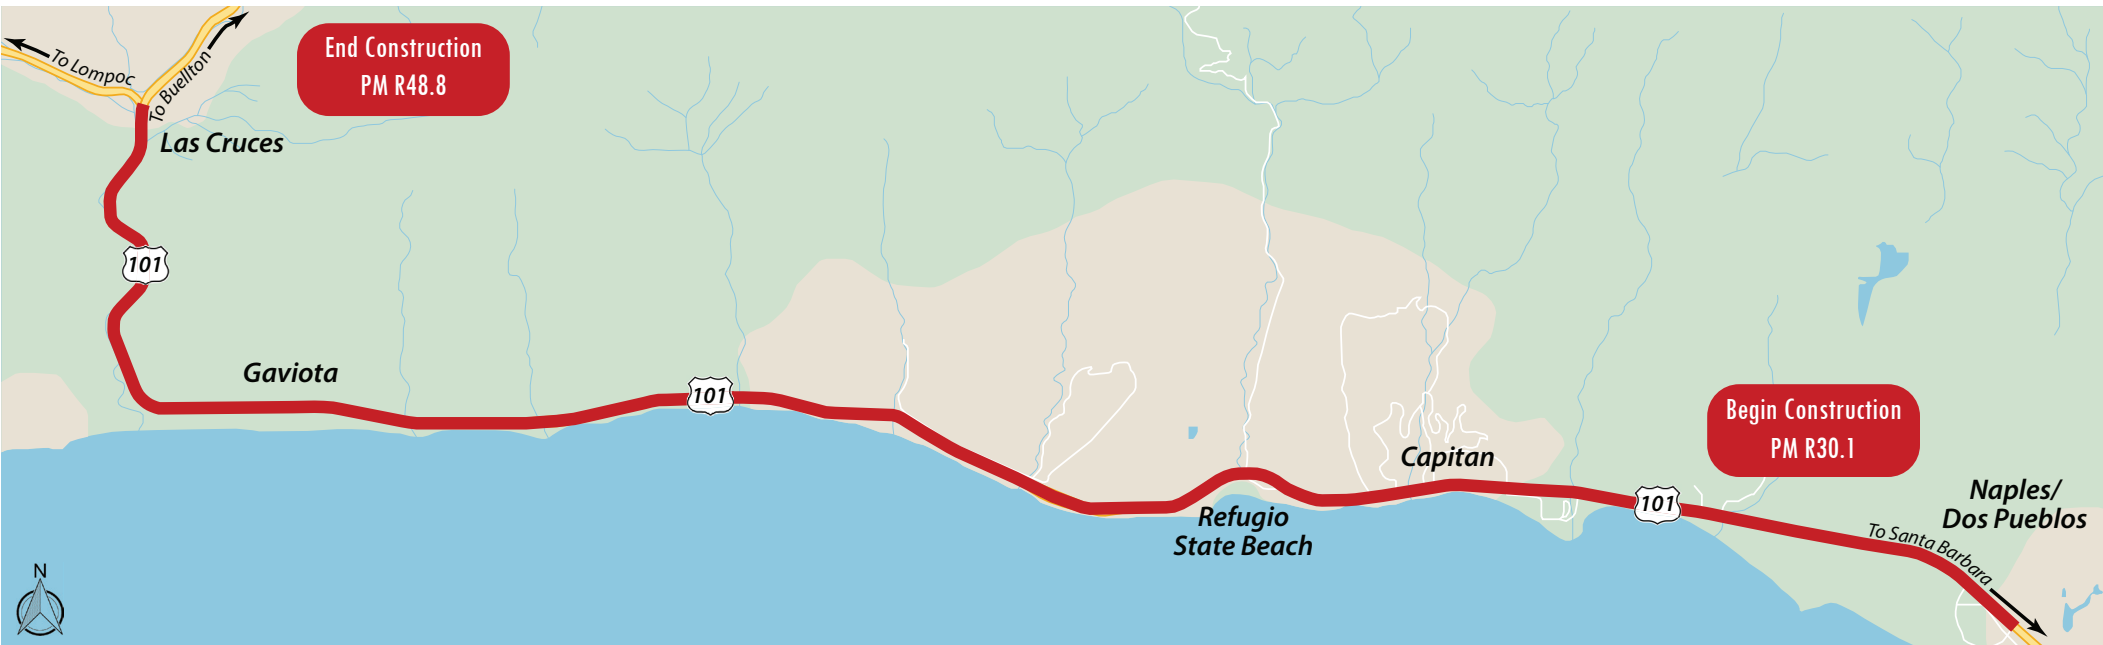 End Construction
PM R48.8
To Lompoc
To Buellton
Las Cruces
101
Gaviota
101
Begin Construction
PM R30.1
Capitan
Naples/
Dos Pueblos
101
Refugio
State Beach
To Santa Barbara
N